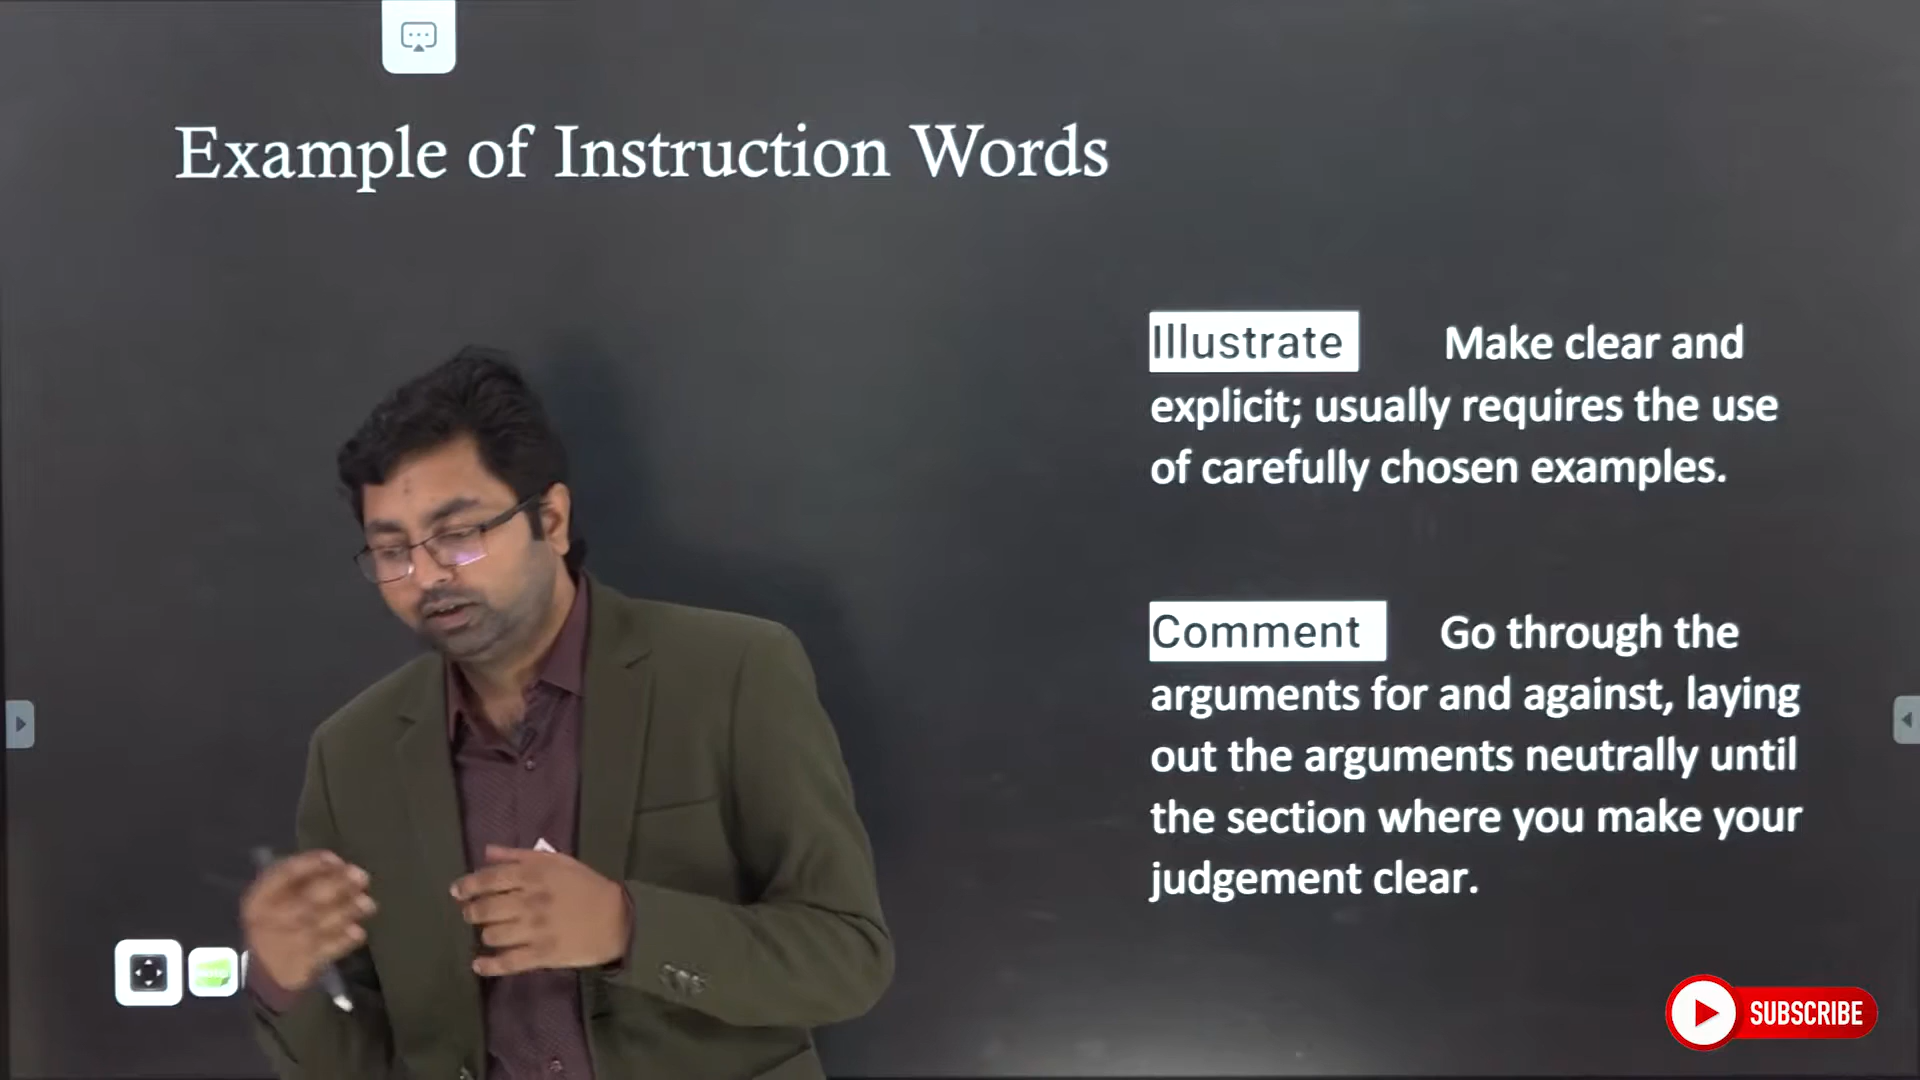 Example of Instruction Words
Illustrate Make clear and
explicit; usually requires the use
of carefully chosen examples.
Comment Go through the
arguments for and against, laying
out the arguments neutrally until
the section where you make your
judgement clear.
SUBSCRIBE